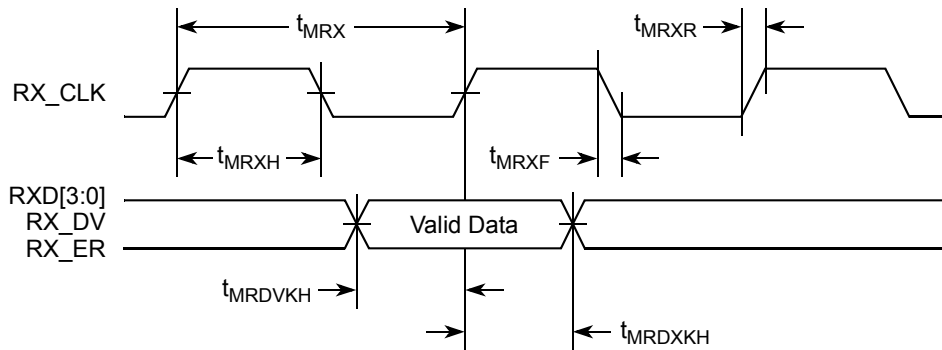 tMRX
tMRXR
RX_CLK
tMRXH
tMRXF
RXD[3:0]
RX_DV
Valid Data
RX_ER
tMRDVKH
tMRDXKH